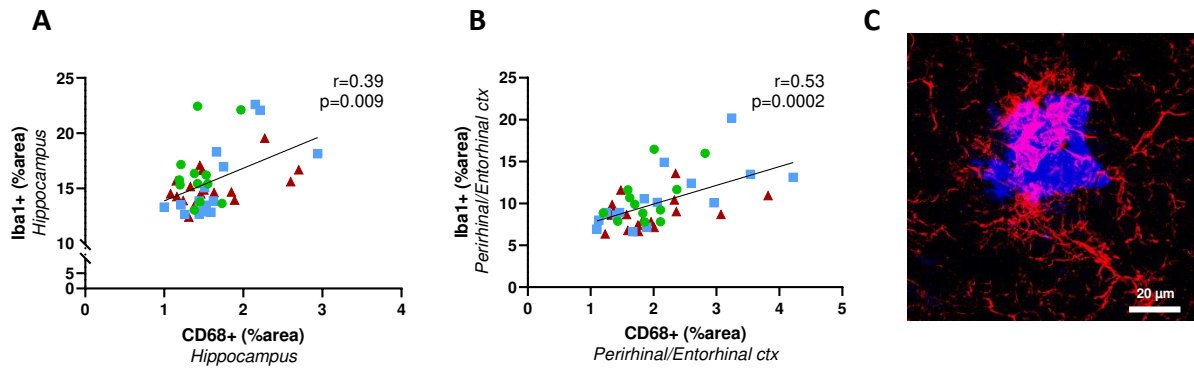 A
B
C
r=0.39
p=0.009
25
20
15
10
5
0
Iba1+ (%area)
Hippocampus
0
1
2
3
4
CD68+ (%area)
Hippocampus
r=0.53
p=0.0002
25
20
15
10
5
0
Iba1+ (%area)
Perirhinal/Entorhinal ctx
0
1
2
3
4
5
CD68+ (%area)
Perirhinal/Entorhinal ctx
20 µm